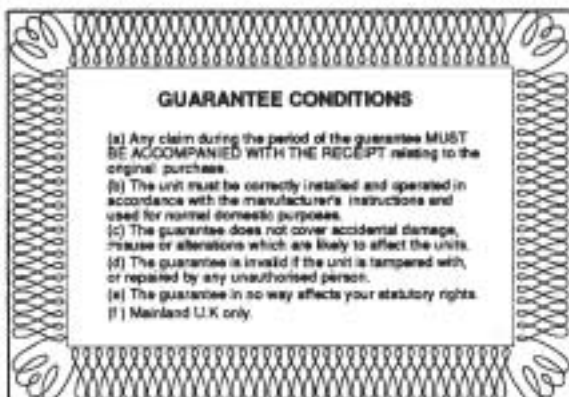 GUARANTEE CONDITIONS
(a) Any claim during the period of the guarantee MUST
BE ACCOMPANIED WITH THE RECEIPT relating to the
original purchase.
(b) The unit must be correctly installed and operated in
accordance with the manufacturer's instructions and
used for normal domestic purposes.
(c) The guarantee does not cover accidental damage,
misuse or alterations which are likely to affect the units.
(d) The guarantee is invalid if the unit is tampered with,
or repaired by any unauthorised person.
(e) The guarantee in no way affects your statutory rights.
(f) Mainland U.K only.